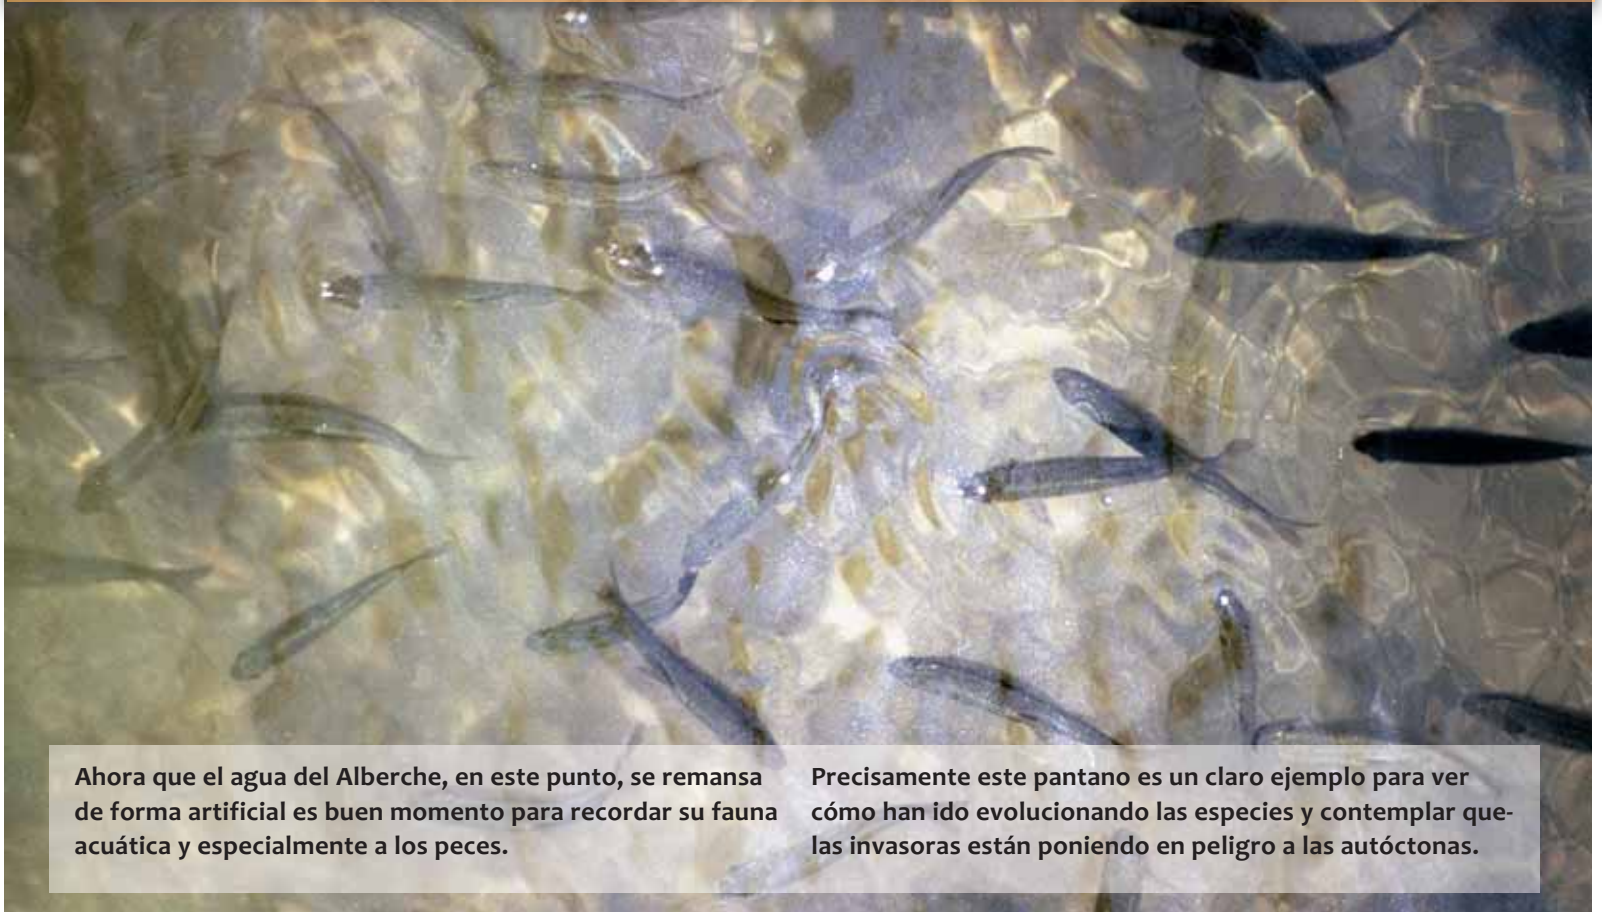 Ahora que el agua del Alberche, en este punto, se remansa
de forma artificial es buen momento para recordar su fauna
acuática y especialmente a los peces.
Precisamente este pantano es un claro ejemplo para ver
cómo han ido evolucionando las especies y contemplar que-
las invasoras están poniendo en peligro a las autóctonas.